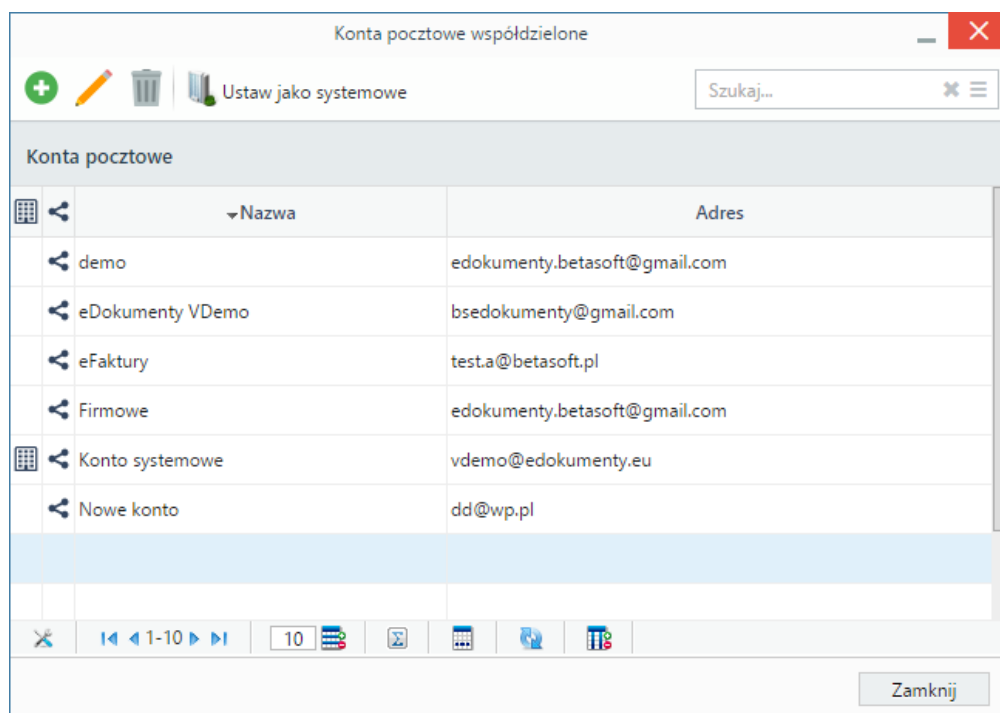 Konta pocztowe współdzielone
Ustaw jako systemowe
Szukaj...
Konta pocztowe
Nazwa Adres
demo edokumenty.betasoft@gmail.com
eDokumenty VDemo bsedokumenty@gmail.com
eFaktury test.a@betasoft.pl
Firmowe edokumenty.betasoft@gmail.com
Konto systemowe vdemo@edokumenty.eu
Nowe konto dd@wp.pl
1-10 10 Σ
Zamknij